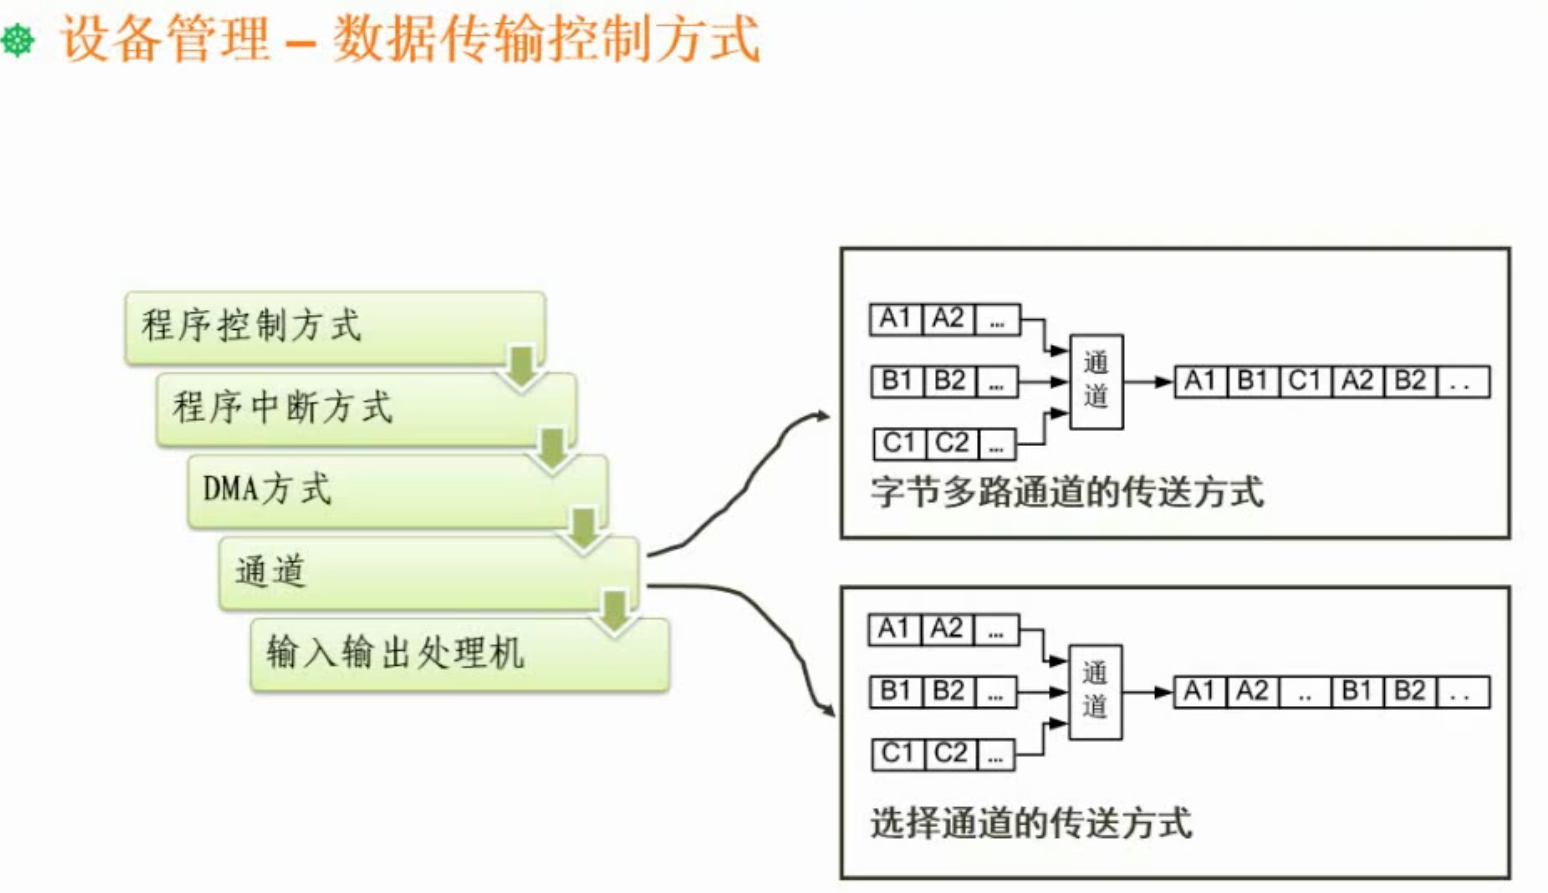 设备管理 – 数据传输控制方式
程序控制方式
程序中断方式
DMA方式
通道
输入输出处理机
A1 A2 ...
B1 B2 ...
C1 C2 ...
通道
A1 B1 C1 A2 B2 ..
字节多路通道的传送方式
A1 A2 ...
B1 B2 ...
C1 C2 ...
通道
A1 A2 .. B1 B2 ..
选择通道的传送方式